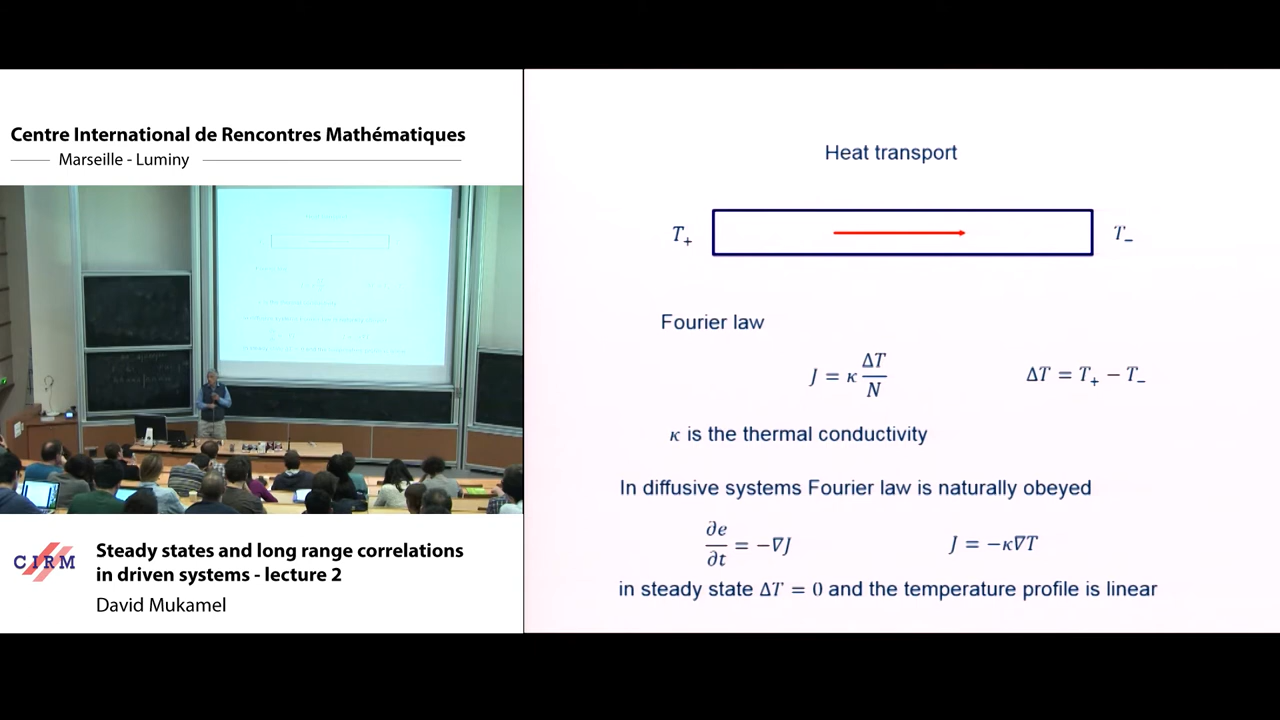 Centre International de Rencontres Mathématiques
Marseille - Luminy
CIRM
Steady states and long range correlations
in driven systems - lecture 2
David Mukamel
Heat transport
T₊
T₋
Fourier law
J = κ ΔT/N
ΔT = T₊ − T₋
κ is the thermal conductivity
In diffusive systems Fourier law is naturally obeyed
∂e/∂t = −∇J
J = −κ∇T
in steady state ΔT = 0 and the temperature profile is linear